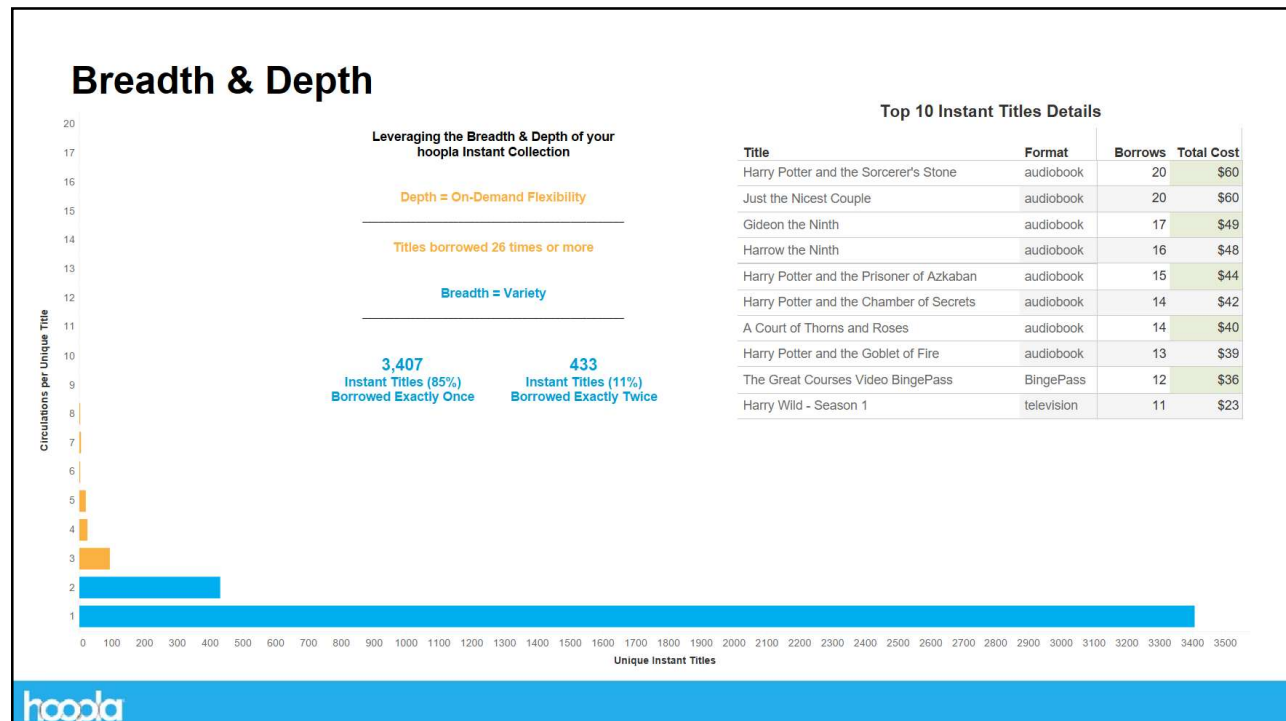 Breadth & Depth
Leveraging the Breadth & Depth of your
hoopla Instant Collection
Depth = On-Demand Flexibility
Titles borrowed 26 times or more
Breadth = Variety
3,407
Instant Titles (85%)
Borrowed Exactly Once
433
Instant Titles (11%)
Borrowed Exactly Twice
Circulations per Unique Title
20
17
16
15
14
13
12
11
10
9
8
7
6
5
4
3
2
1
0 100 200 300 400 500 600 700 800 900 1000 1100 1200 1300 1400 1500 1600 1700 1800 1900 2000 2100 2200 2300 2400 2500 2600 2700 2800 2900 3000 3100 3200 3300 3400 3500
Unique Instant Titles
Top 10 Instant Titles Details
Title Format Borrows Total Cost
Harry Potter and the Sorcerer's Stone audiobook 20 $60
Just the Nicest Couple audiobook 20 $60
Gideon the Ninth audiobook 17 $49
Harrow the Ninth audiobook 16 $48
Harry Potter and the Prisoner of Azkaban audiobook 15 $44
Harry Potter and the Chamber of Secrets audiobook 14 $42
A Court of Thorns and Roses audiobook 14 $40
Harry Potter and the Goblet of Fire audiobook 13 $39
The Great Courses Video BingePass BingePass 12 $36
Harry Wild - Season 1 television 11 $23
hoopla